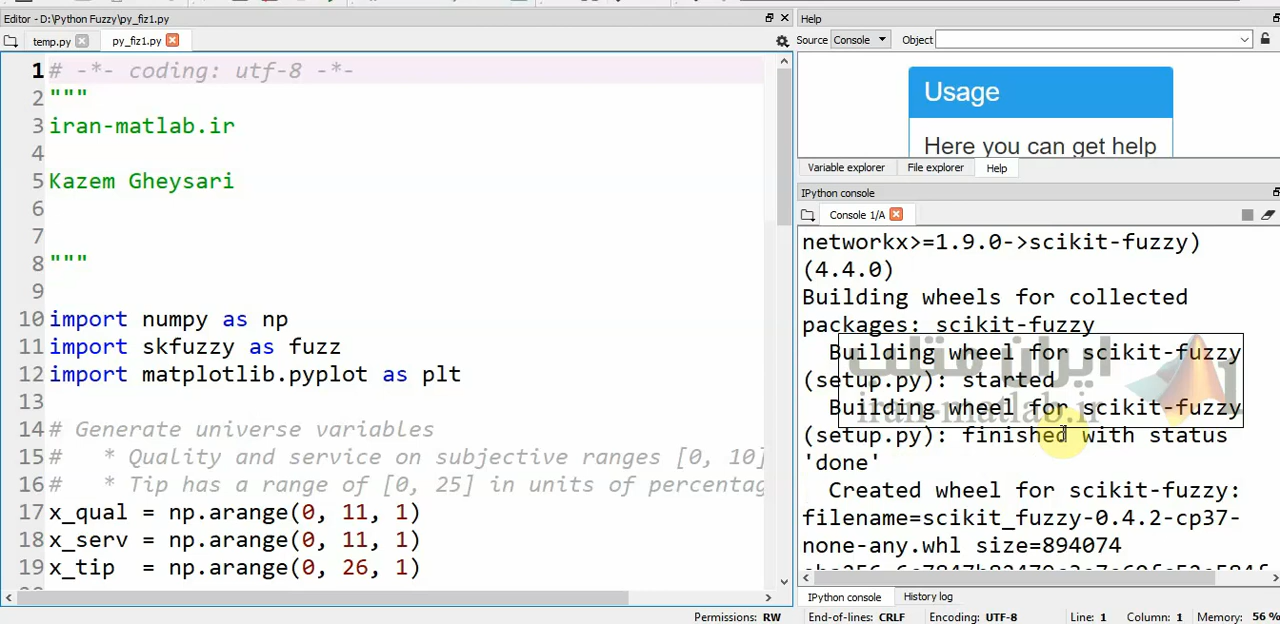 Editor - D:\Python Fuzzy\py_fiz1.py
temp.py
py_fiz1.py
1 # -*- coding: utf-8 -*-
2 """
3 iran-matlab.ir
4
5 Kazem Gheysari
6
7
8 """
9
10 import numpy as np
11 import skfuzzy as fuzz
12 import matplotlib.pyplot as plt
13
14 # Generate universe variables
15 #   * Quality and service on subjective ranges [0, 10]
16 #   * Tip has a range of [0, 25] in units of percentag
17 x_qual = np.arange(0, 11, 1)
18 x_serv = np.arange(0, 11, 1)
19 x_tip  = np.arange(0, 26, 1)
Help
Source Console Object
Usage
Here you can get help
Variable explorer File explorer Help
IPython console
Console 1/A
networkx>=1.9.0->scikit-fuzzy)
(4.4.0)
Building wheels for collected
packages: scikit-fuzzy
Building wheel for scikit-fuzzy
(setup.py): started
Building wheel for scikit-fuzzy
(setup.py): finished with status
'done'
Created wheel for scikit-fuzzy:
filename=scikit_fuzzy-0.4.2-cp37-
none-any.whl size=894074
ایران متلب
iran-matlab.ir
IPython console History log
Permissions: RW End-of-lines: CRLF Encoding: UTF-8 Line: 1 Column: 1 Memory: 56 %